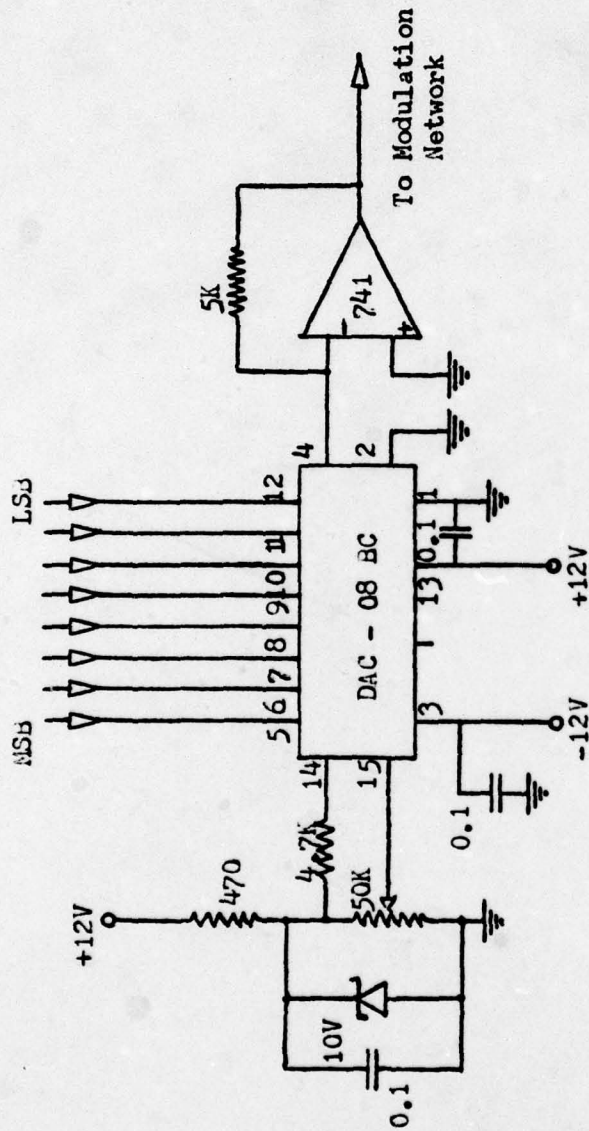 MSB
LSB
5
6
7
8
9
10
11
12
+12V
470
14
4.7K
4
5K
-
741
+
To Modulation
Network
10V
50K
15
DAC - 08 BC
2
0.1
3
13
0.1
1
0.1
-12V
+12V